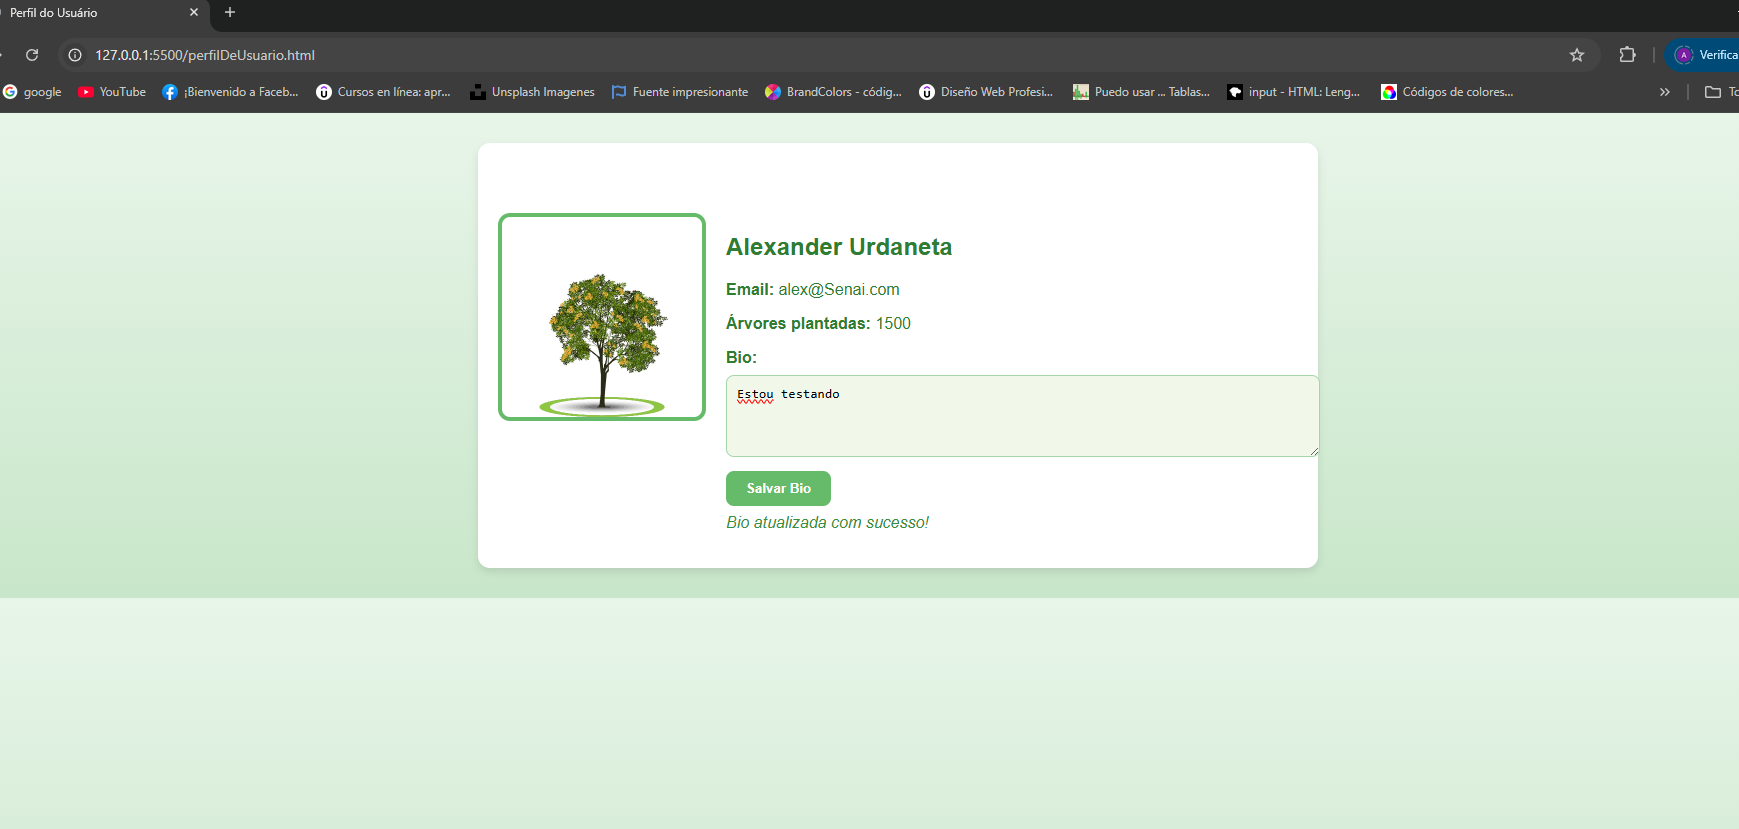 Perfil do Usuário
127.0.0.1:5500/perfilDeUsuario.html
A Verifica
google YouTube ¡Bienvenido a Faceb... Cursos en línea: apr... Unsplash Imagenes Fuente impresionante BrandColors - códig... Diseño Web Profesi... Puedo usar ... Tablas... input - HTML: Leng... Códigos de colores... » To
Alexander Urdaneta
Email: alex@Senai.com
Árvores plantadas: 1500
Bio:
Estou testando
Salvar Bio
Bio atualizada com sucesso!